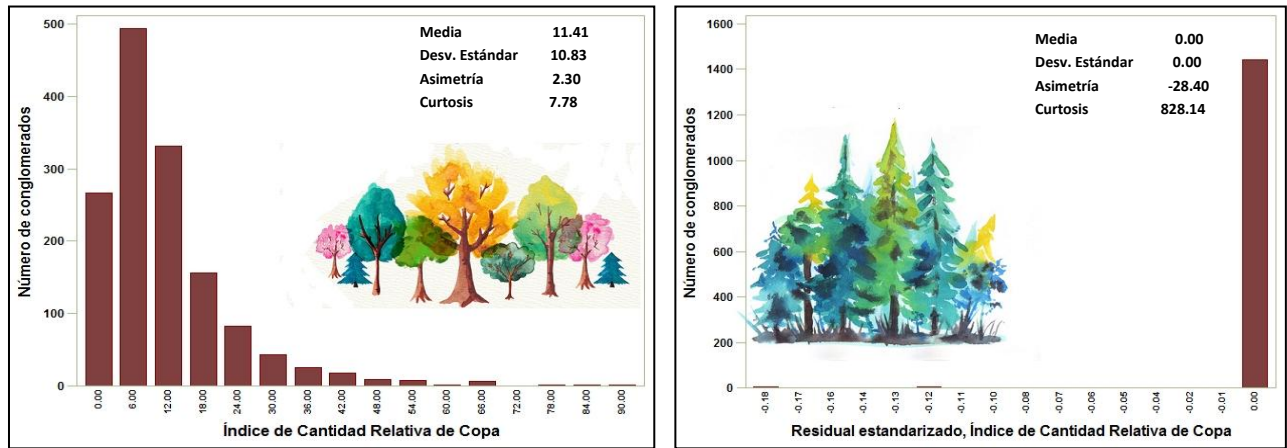 500
400
300
200
100
0
Número de conglomerados
Media 11.41
Desv. Estándar 10.83
Asimetría 2.30
Curtosis 7.78
0.00 6.00 12.00 18.00 24.00 30.00 36.00 42.00 48.00 54.00 60.00 66.00 72.00 78.00 84.00 90.00
Índice de Cantidad Relativa de Copa
1600
1400
1200
1000
800
600
400
200
0
Número de conglomerados
Media 0.00
Desv. Estándar 0.00
Asimetría -28.40
Curtosis 828.14
-0.18 -0.17 -0.16 -0.14 -0.13 -0.12 -0.11 -0.10 -0.08 -0.07 -0.06 -0.05 -0.04 -0.02 -0.01 0.00
Residual estandarizado, Índice de Cantidad Relativa de Copa